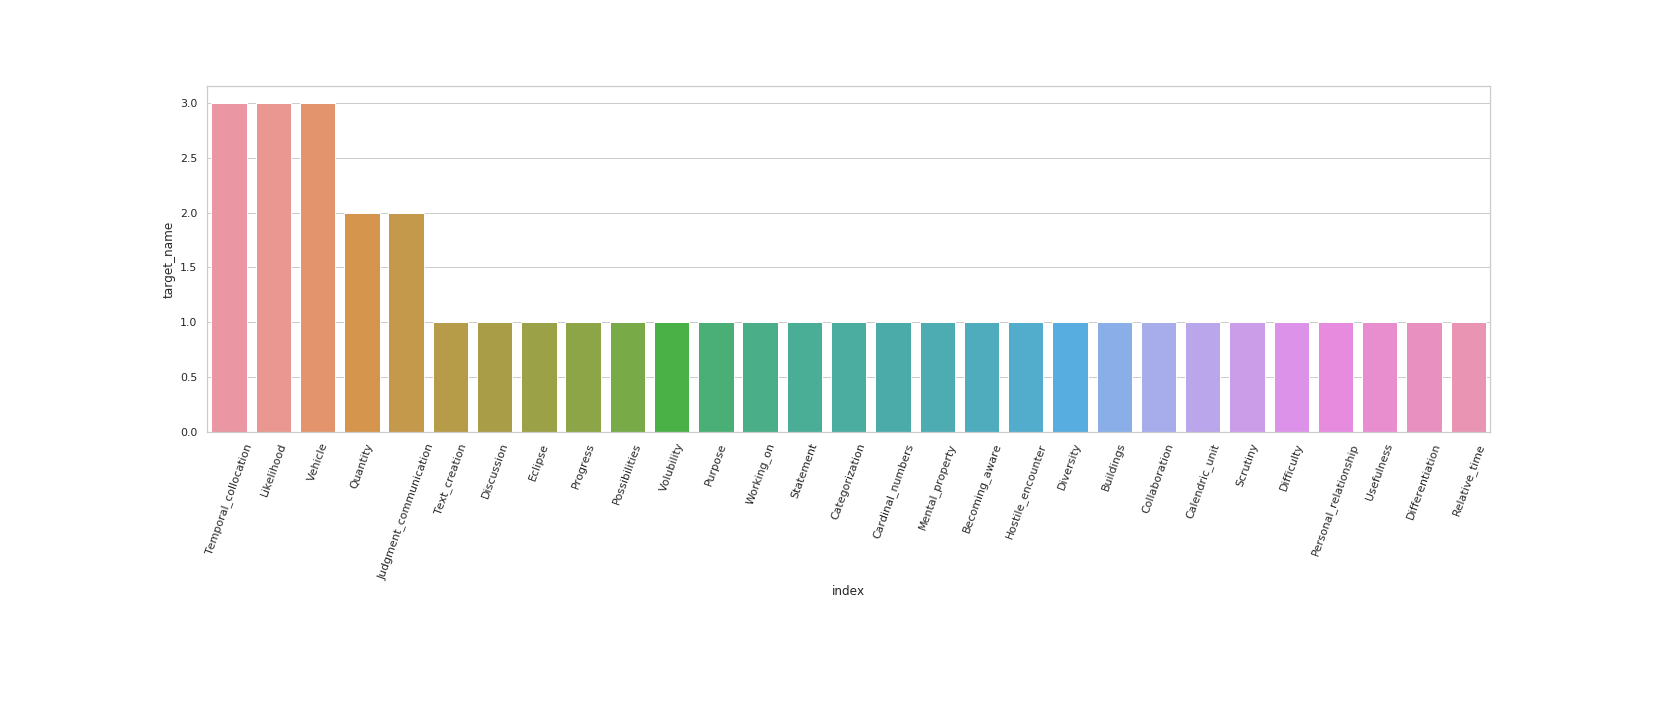 3.0
2.5
2.0
1.5
1.0
0.5
0.0
target_name
Temporal_collocation
Likelihood
Vehicle
Quantity
Judgment_communication
Text_creation
Discussion
Eclipse
Progress
Possibilities
Volubility
Purpose
Working_on
Statement
Categorization
Cardinal_numbers
Mental_property
Becoming_aware
Hostile_encounter
Diversity
Buildings
Collaboration
Calendric_unit
Scrutiny
Difficulty
Personal_relationship
Usefulness
Differentiation
Relative_time
index